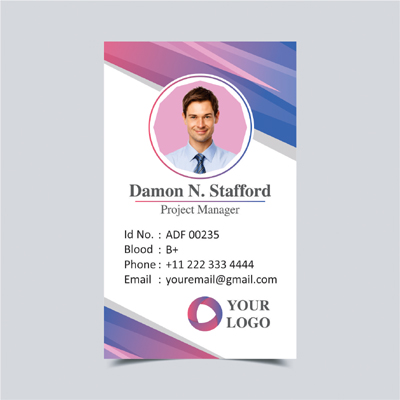 Damon N. Stafford
Project Manager
Id No. : ADF 00235
Blood : B+
Phone : +11 222 333 4444
Email : youremail@gmail.com
YOUR
LOGO